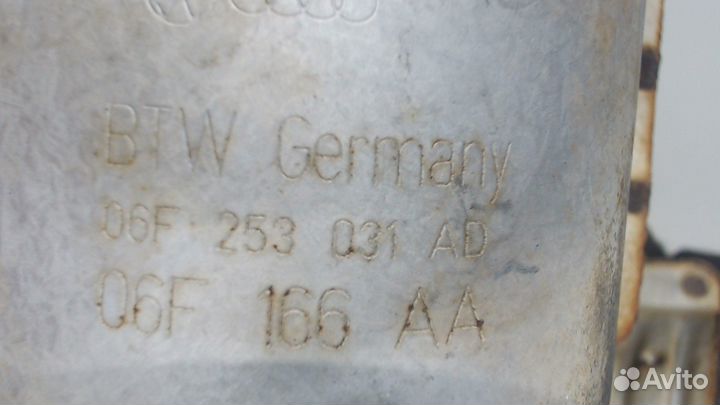 BTW Germany
06F 253 031 AD
06F 166 AA
Avito